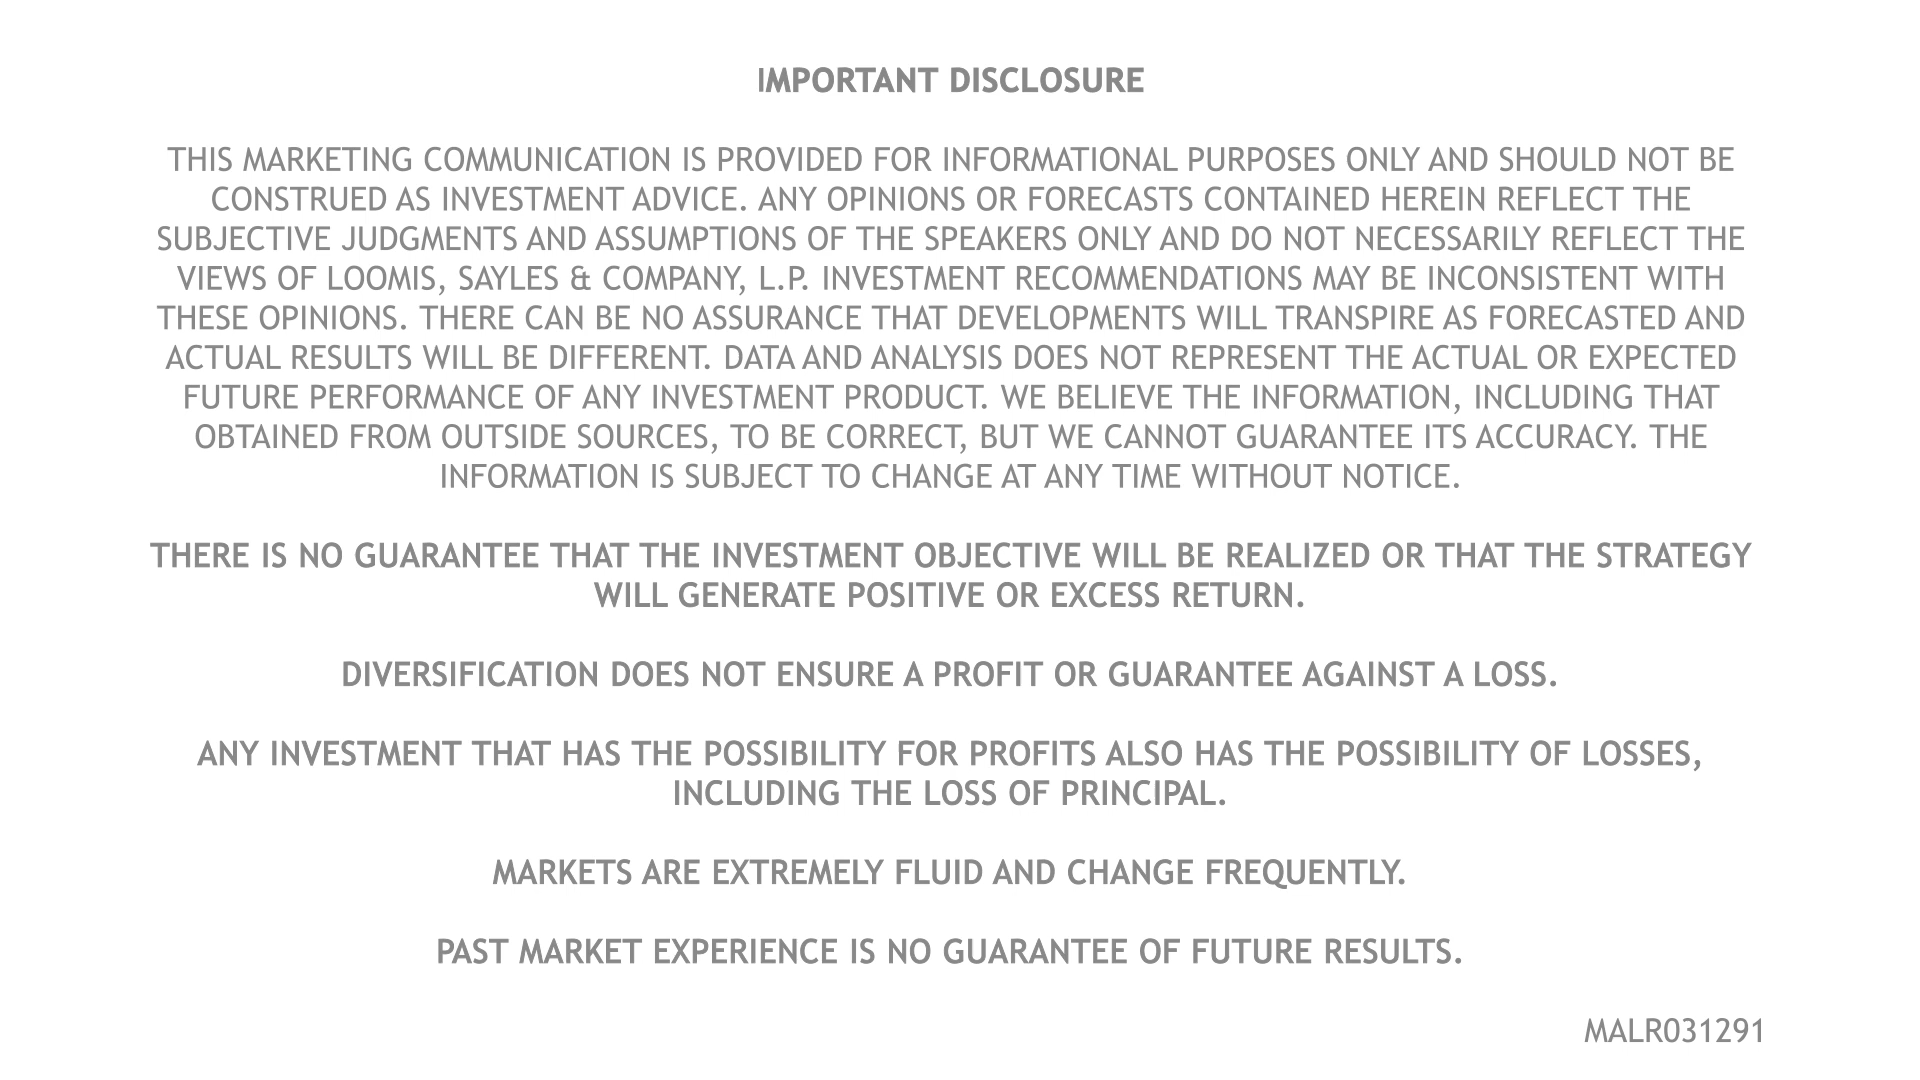 IMPORTANT DISCLOSURE
THIS MARKETING COMMUNICATION IS PROVIDED FOR INFORMATIONAL PURPOSES ONLY AND SHOULD NOT BE
CONSTRUED AS INVESTMENT ADVICE. ANY OPINIONS OR FORECASTS CONTAINED HEREIN REFLECT THE
SUBJECTIVE JUDGMENTS AND ASSUMPTIONS OF THE SPEAKERS ONLY AND DO NOT NECESSARILY REFLECT THE
VIEWS OF LOOMIS, SAYLES & COMPANY, L.P. INVESTMENT RECOMMENDATIONS MAY BE INCONSISTENT WITH
THESE OPINIONS. THERE CAN BE NO ASSURANCE THAT DEVELOPMENTS WILL TRANSPIRE AS FORECASTED AND
ACTUAL RESULTS WILL BE DIFFERENT. DATA AND ANALYSIS DOES NOT REPRESENT THE ACTUAL OR EXPECTED
FUTURE PERFORMANCE OF ANY INVESTMENT PRODUCT. WE BELIEVE THE INFORMATION, INCLUDING THAT
OBTAINED FROM OUTSIDE SOURCES, TO BE CORRECT, BUT WE CANNOT GUARANTEE ITS ACCURACY. THE
INFORMATION IS SUBJECT TO CHANGE AT ANY TIME WITHOUT NOTICE.
THERE IS NO GUARANTEE THAT THE INVESTMENT OBJECTIVE WILL BE REALIZED OR THAT THE STRATEGY
WILL GENERATE POSITIVE OR EXCESS RETURN.
DIVERSIFICATION DOES NOT ENSURE A PROFIT OR GUARANTEE AGAINST A LOSS.
ANY INVESTMENT THAT HAS THE POSSIBILITY FOR PROFITS ALSO HAS THE POSSIBILITY OF LOSSES,
INCLUDING THE LOSS OF PRINCIPAL.
MARKETS ARE EXTREMELY FLUID AND CHANGE FREQUENTLY.
PAST MARKET EXPERIENCE IS NO GUARANTEE OF FUTURE RESULTS.
MALR031291